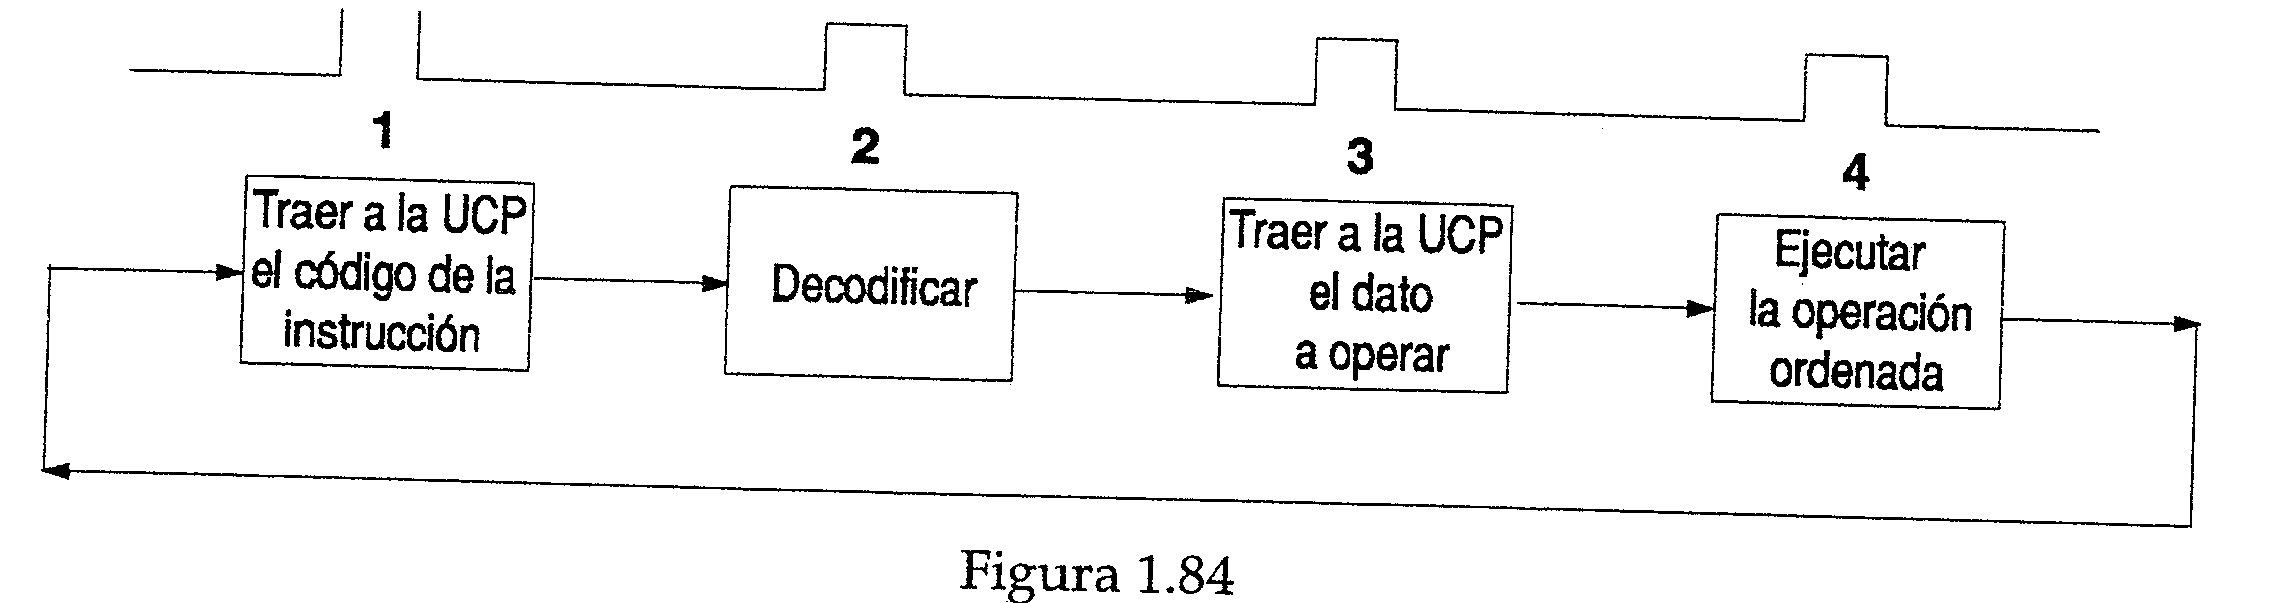 1
2
3
4
Traer a la UCP
el código de la
instrucción
Decodificar
Traer a la UCP
el dato
a operar
Ejecutar
la operación
ordenada
Figura 1.84